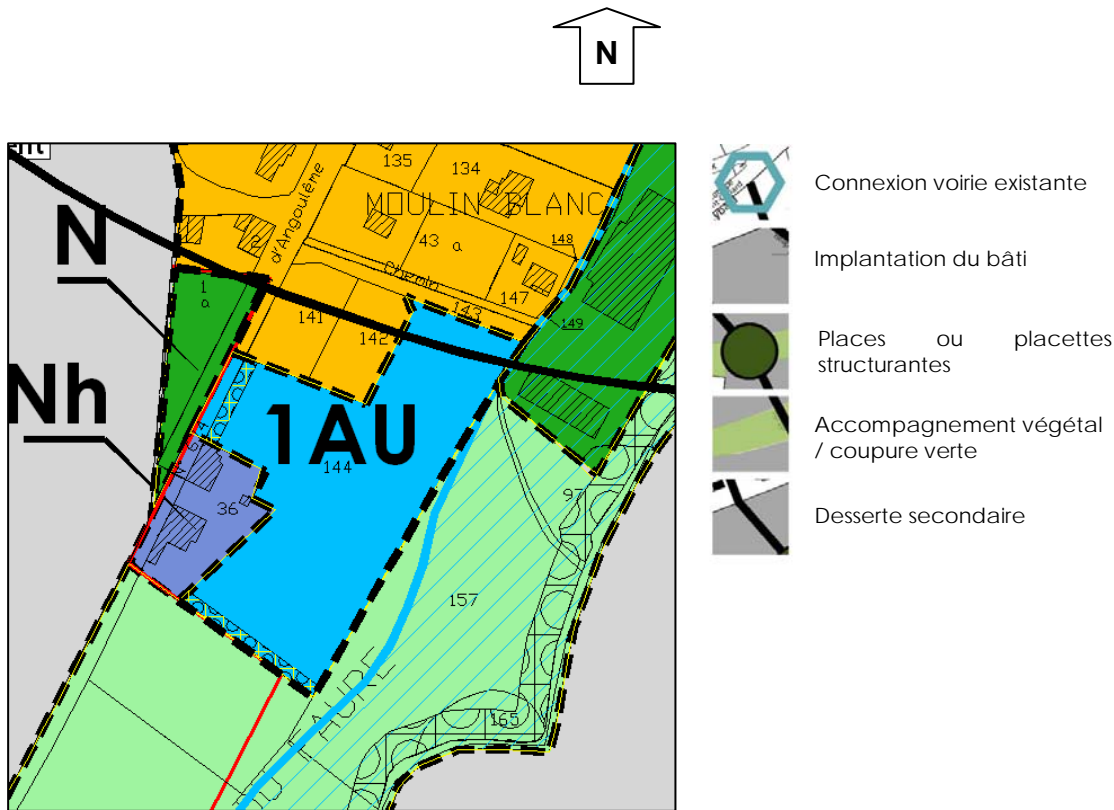 N
135
134
MOULIN BLANC
d'Angoulême
2
43 a
148
Chemin
N
1
a
147
143
149
141
142
Nh
1AU
144
36
97
157
165
FAURE
Connexion voirie existante
Implantation du bâti
Places ou placettes
structurantes
Accompagnement végétal
/ coupure verte
Desserte secondaire